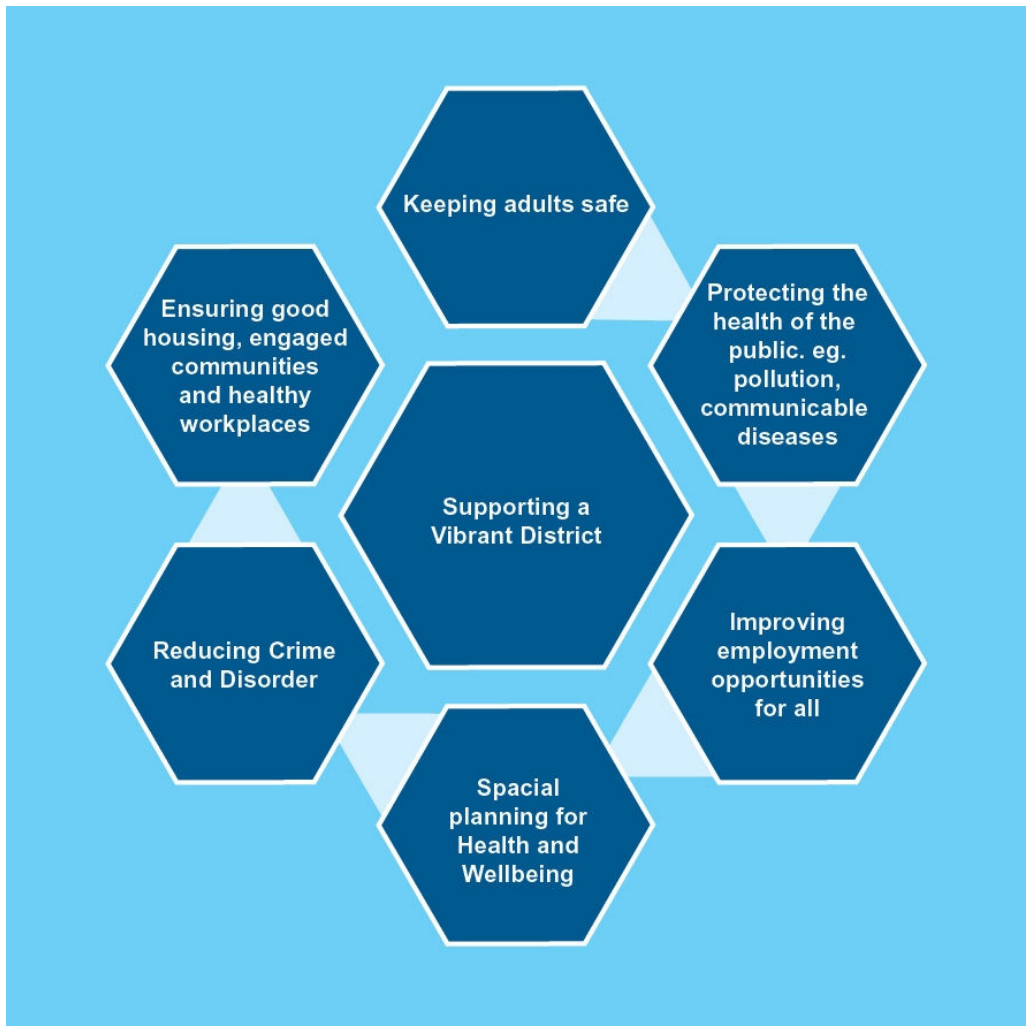 Keeping adults safe
Protecting the
health of the
public. eg.
pollution,
communicable
diseases
Improving
employment
opportunities
for all
Spacial
planning for
Health and
Wellbeing
Reducing Crime
and Disorder
Ensuring good
housing, engaged
communities
and healthy
workplaces
Supporting a
Vibrant District